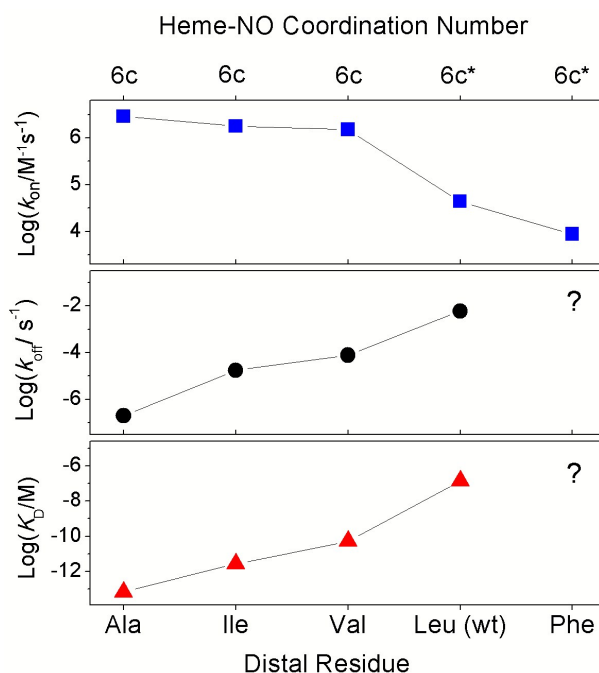 Heme-NO Coordination Number
6c 6c 6c 6c* 6c*
Log(kon/M-1s-1)
6
5
4
Log(koff/ s-1)
-2
-4
-6
?
Log(KD/M)
-6
-8
-10
-12
?
Ala Ile Val Leu (wt) Phe
Distal Residue